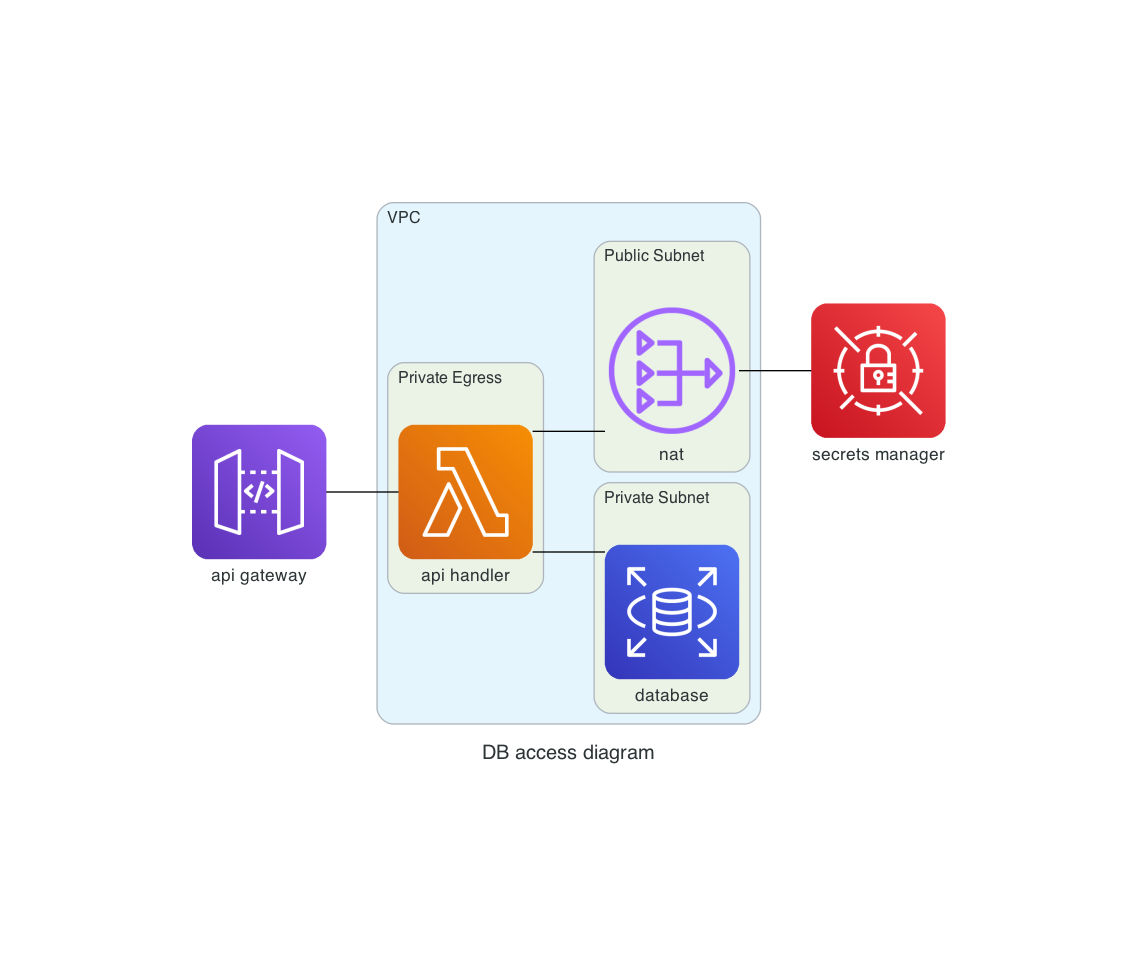 VPC
Public Subnet
Private Egress
nat
secrets manager
Private Subnet
</>
api gateway
api handler
database
DB access diagram